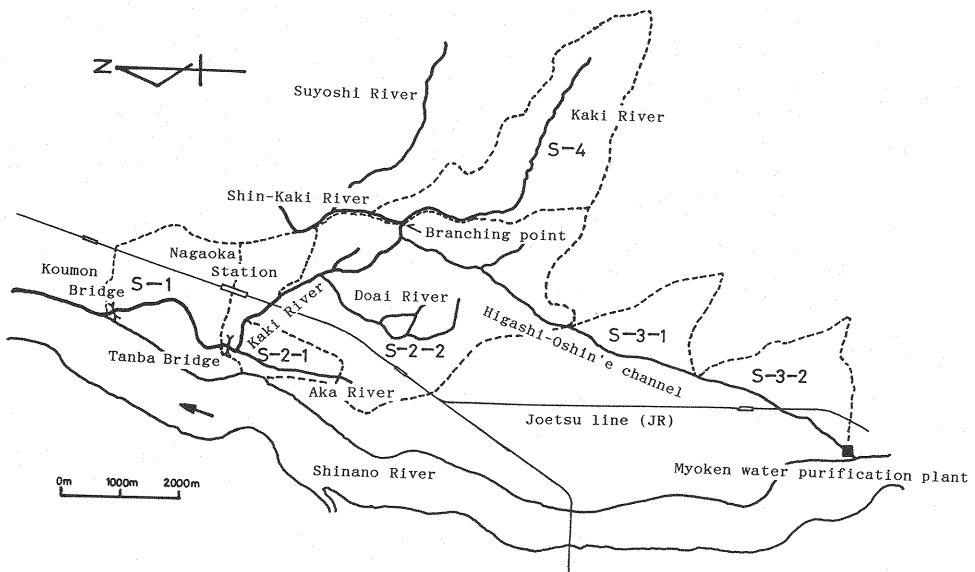 N
Suyoshi River
Kaki River
S-4
Shin-Kaki River
Branching point
Nagaoka
Station
Koumon
Bridge
S-1
Kaki River
Doai River
Higashi-Oshin'e channel
S-3-1
Tanba Bridge
S-2-1
S-2-2
S-3-2
Aka River
Joetsu line (JR)
Shinano River
Myoken water purification plant
0m 1000m 2000m